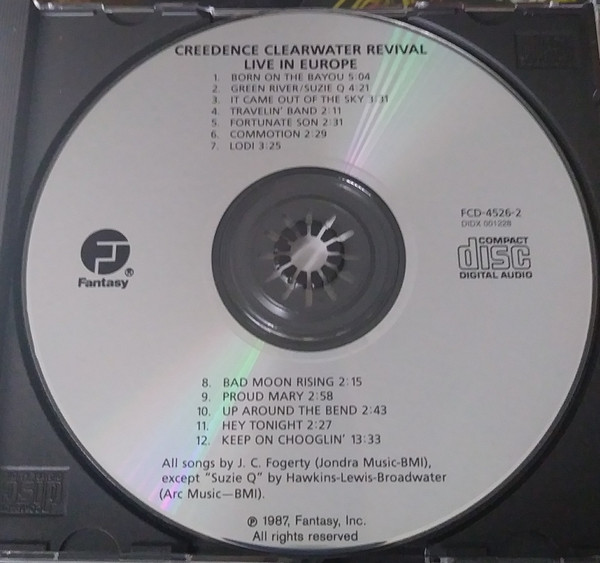 CREEDENCE CLEARWATER REVIVAL
LIVE IN EUROPE
1. BORN ON THE BAYOU 5:04
2. GREEN RIVER/SUZIE Q 4:21
3. IT CAME OUT OF THE SKY 3:31
4. TRAVELIN' BAND 2:11
5. FORTUNATE SON 2:31
6. COMMOTION 2:29
7. LODI 3:25
FJ
Fantasy®
FCD-4526-2
DIDX 001228
COMPACT
disc
DIGITAL AUDIO
8. BAD MOON RISING 2:15
9. PROUD MARY 2:58
10. UP AROUND THE BEND 2:43
11. HEY TONIGHT 2:27
12. KEEP ON CHOOGLIN' 13:33
All songs by J. C. Fogerty (Jondra Music-BMI),
except "Suzie Q" by Hawkins-Lewis-Broadwater
(Arc Music—BMI).
℗ 1987, Fantasy, Inc.
All rights reserved